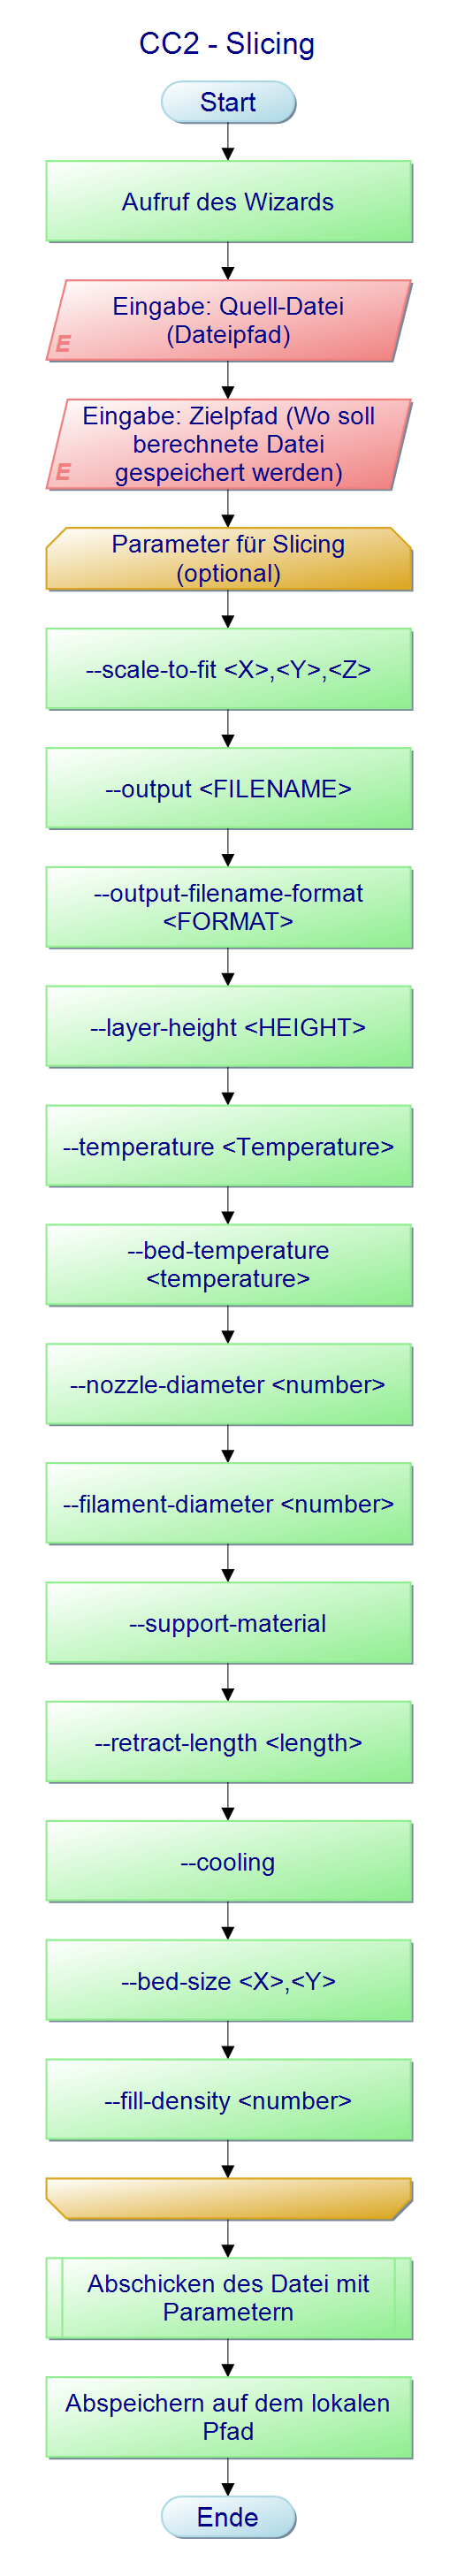 CC2 - Slicing
Start
Aufruf des Wizards
Eingabe: Quell-Datei
(Dateipfad)
E
Eingabe: Zielpfad (Wo soll
berechnete Datei
gespeichert werden)
E
Parameter für Slicing
(optional)
--scale-to-fit <X>,<Y>,<Z>
--output <FILENAME>
--output-filename-format
<FORMAT>
--layer-height <HEIGHT>
--temperature <Temperature>
--bed-temperature
<temperature>
--nozzle-diameter <number>
--filament-diameter <number>
--support-material
--retract-length <length>
--cooling
--bed-size <X>,<Y>
--fill-density <number>
Abschicken des Datei mit
Parametern
Abspeichern auf dem lokalen
Pfad
Ende